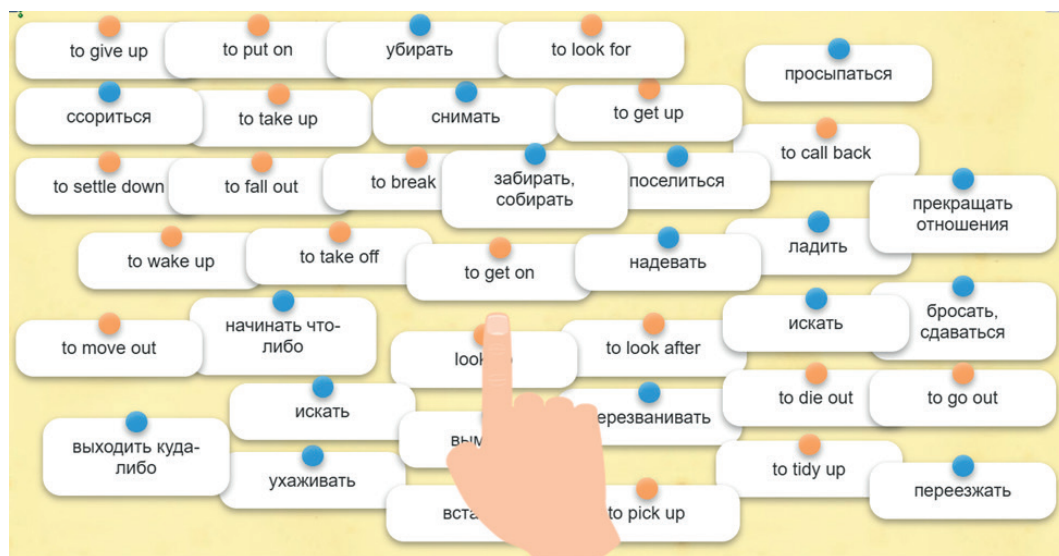 to give up
to put on
убирать
to look for
просыпаться
ссориться
to take up
снимать
to get up
to call back
to settle down
to fall out
to break
забирать,
собирать
поселиться
прекращать
отношения
to wake up
to take off
to get on
надевать
ладить
to move out
начинать что-
либо
to look after
искать
бросать,
сдаваться
искать
to die out
to go out
выходить куда-
либо
ухаживать
to tidy up
переезжать
to pick up